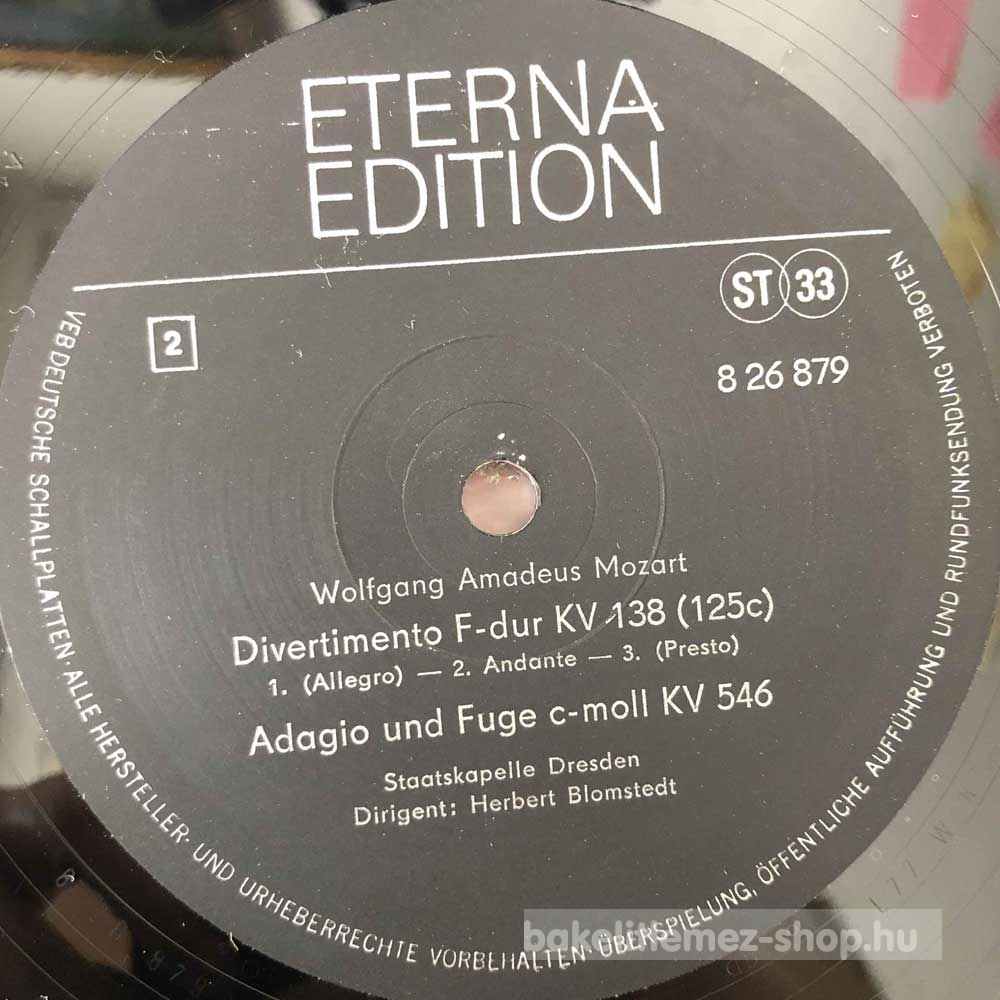 ETERNA
EDITION
ST 33
2
8 26 879
Wolfgang Amadeus Mozart
Divertimento F-dur KV 138 (125c)
1. (Allegro) — 2. Andante — 3. (Presto)
Adagio und Fuge c-moll KV 546
Staatskapelle Dresden
Dirigent: Herbert Blomstedt
VEB DEUTSCHE SCHALLPLATTEN · ALLE HERSTELLER- UND URHEBERRECHTE VORBEHALTEN · ÜBERSPIELUNG, ÖFFENTLICHE AUFFÜHRUNG UND RUNDFUNKSENDUNG VERBOTEN
bakelitlemez-shop.hu